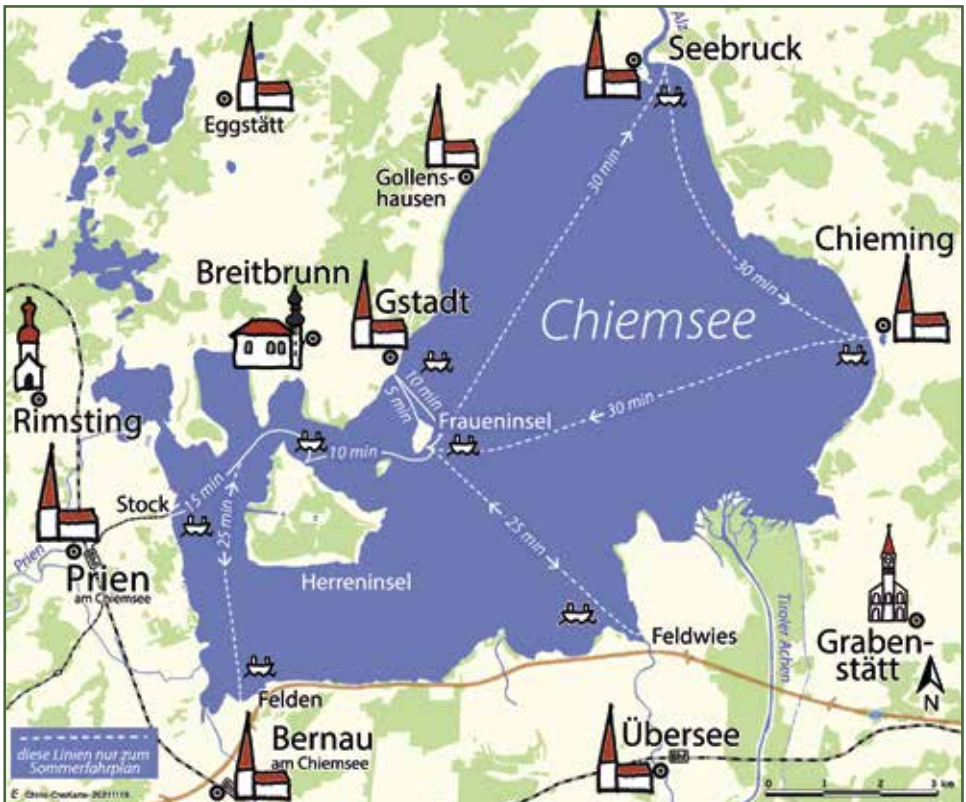 Alz
Seebruck
Eggstätt
Gollens-
hausen
30 min
Chieming
Breitbrunn
Gstadt
30 min
Chiemsee
10 min
5 min
Fraueninsel
30 min
Rimsting
10 min
Stock
15 min
25 min
25 min
Prien
Prien
am Chiemsee
Herreninsel
Tiroler Achen
Feldwies
Graben-
stätt
N
Felden
diese Linien nur zum
Sommerfahrplan
Bernau
am Chiemsee
Übersee
0 1 2 3 km